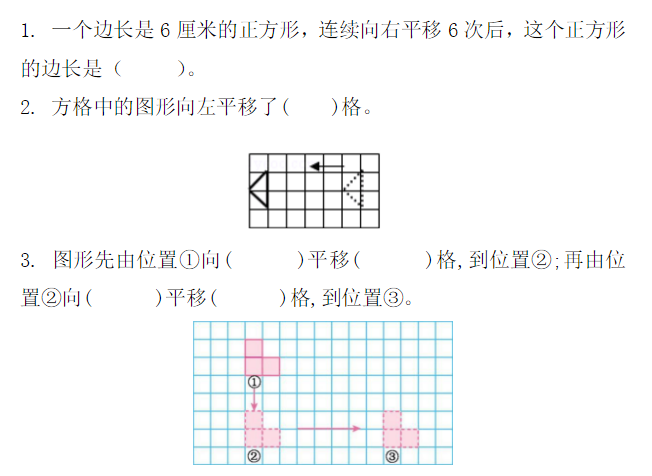 1. 一个边长是 6 厘米的正方形，连续向右平移 6 次后，这个正方形
的边长是（　　）。
2. 方格中的图形向左平移了(　　)格。
3. 图形先由位置①向(　　)平移(　　)格,到位置②;再由位
置②向(　　)平移(　　)格,到位置③。
①
② ③